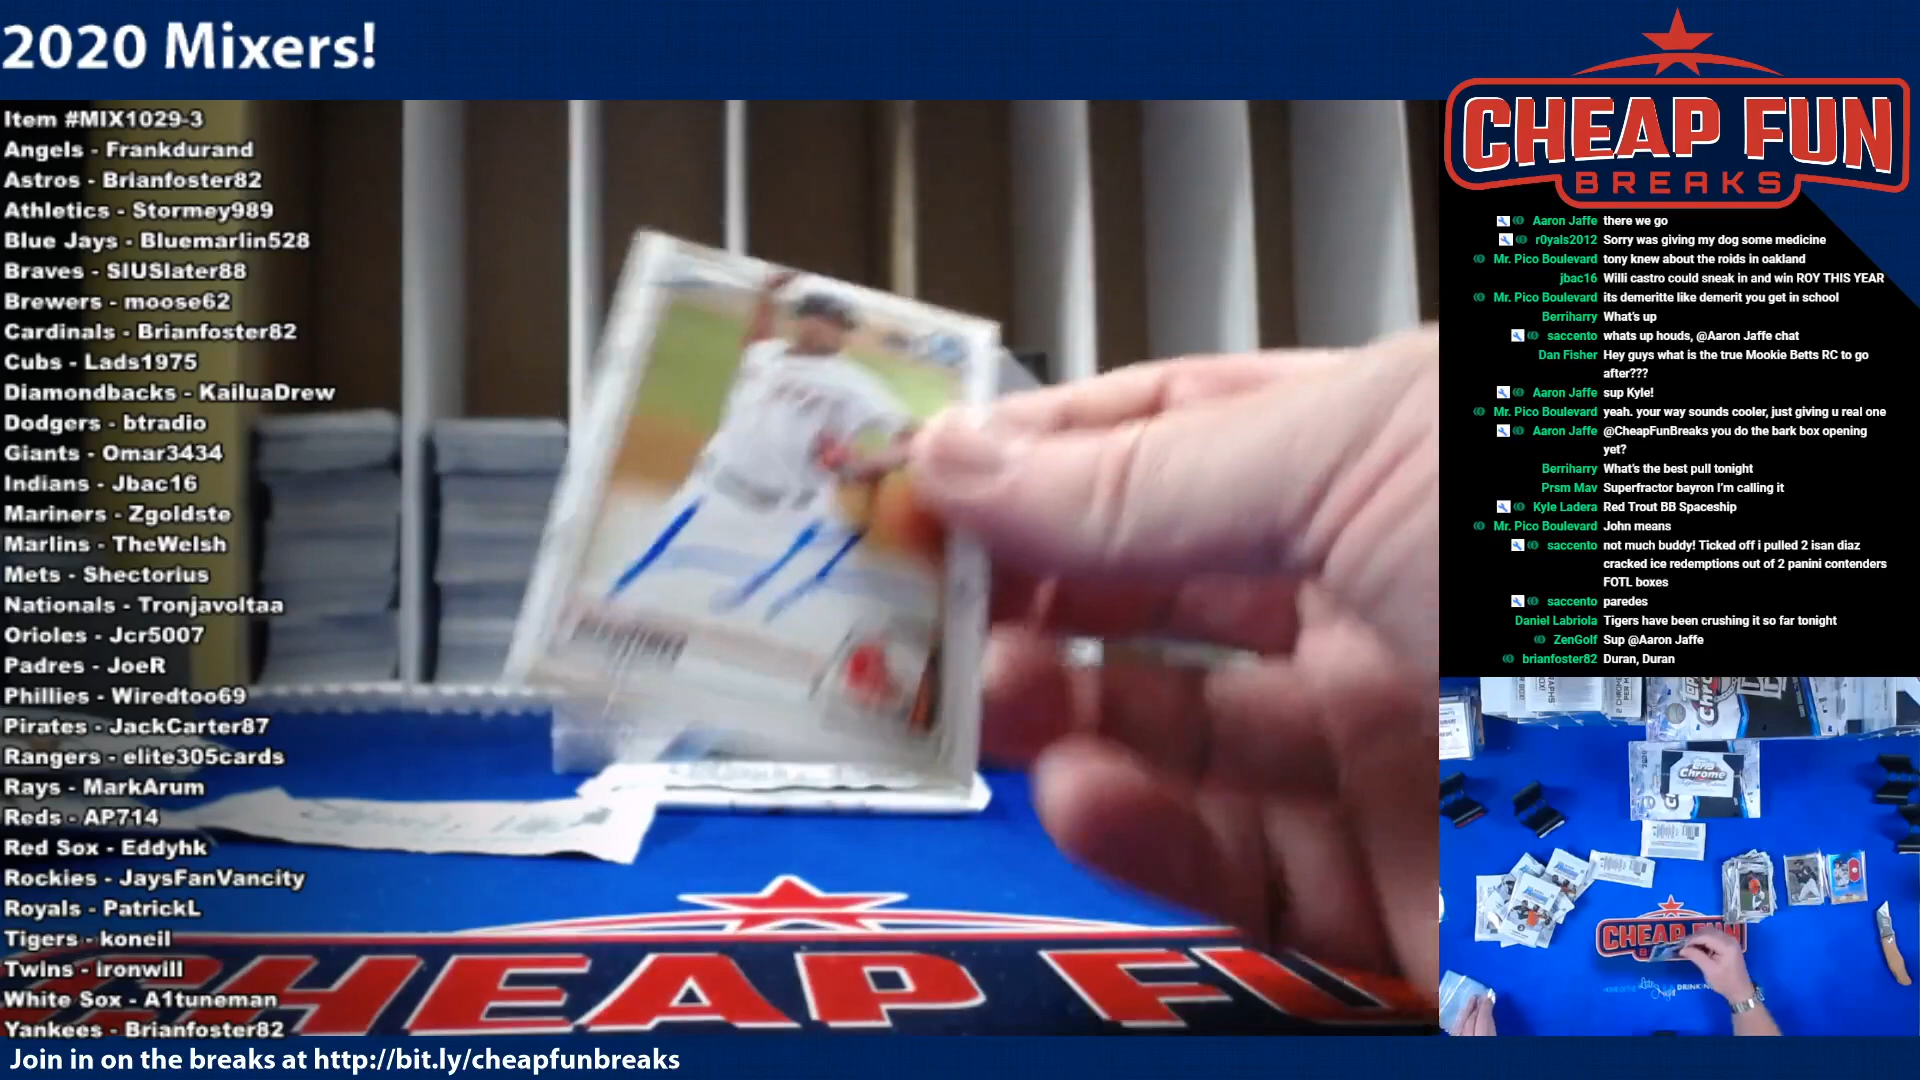 2020 Mixers!
Item #MIX1029-3
Angels - Frankdurand
Astros - Brianfoster82
Athletics - Stormey989
Blue Jays - Bluemarlin528
Braves - SIUSlater88
Brewers - moose62
Cardinals - Brianfoster82
Cubs - Lads1975
Diamondbacks - KailuaDrew
Dodgers - btradio
Giants - Omar3434
Indians - Jbac16
Mariners - Zgoldste
Marlins - TheWelsh
Mets - Shectorius
Nationals - Tronjavoltaa
Orioles - Jcr5007
Padres - JoeR
Phillies - Wiredtoo69
Pirates - JackCarter87
Rangers - elite305cards
Rays - MarkArum
Reds - AP714
Red Sox - Eddyhk
Rockies - JaysFanVancity
Royals - PatrickL
Tigers - koneil
Twins - ironwill
White Sox - A1tuneman
Yankees - Brianfoster82
CHEAP FU
Join in on the breaks at http://bit.ly/cheapfunbreaks
CHEAP FUN
BREAKS
Aaron Jaffe there we go
r0yals2012 Sorry was giving my dog some medicine
Mr. Pico Boulevard tony knew about the roids in oakland
jbac16 Willi castro could sneak in and win ROY THIS YEAR
Mr. Pico Boulevard its demeritte like demerit you get in school
Berriharry What's up
saccento whats up houds, @Aaron Jaffe chat
Dan Fisher Hey guys what is the true Mookie Betts RC to go
after???
Aaron Jaffe sup Kyle!
Mr. Pico Boulevard yeah. your way sounds cooler, just giving u real one
Aaron Jaffe @CheapFunBreaks you do the bark box opening
yet?
Berriharry What's the best pull tonight
Prsm Mav Superfractor bayron I'm calling it
Kyle Ladera Red Trout BB Spaceship
Mr. Pico Boulevard John means
saccento not much buddy! Ticked off i pulled 2 isan diaz
cracked ice redemptions out of 2 panini contenders
FOTL boxes
saccento paredes
Daniel Labriola Tigers have been crushing it so far tonight
ZenGolf Sup @Aaron Jaffe
brianfoster82 Duran, Duran
Chrome
CHEAP FUN